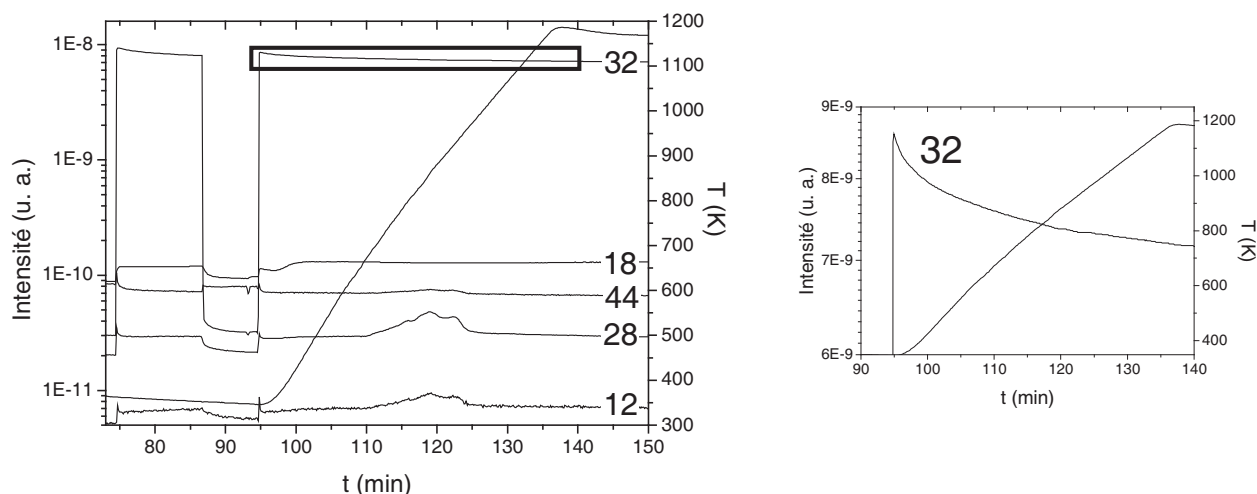 1E-8
1E-9
1E-10
1E-11
Intensité (u. a.)
80 90 100 110 120 130 140 150
t (min)
1200
1100
1000
900
800
700
600
500
400
300
T (K)
32
18
44
28
12
9E-9
8E-9
7E-9
6E-9
Intensité (u. a.)
32
90 100 110 120 130 140
t (min)
1200
1000
800
600
400
T (K)